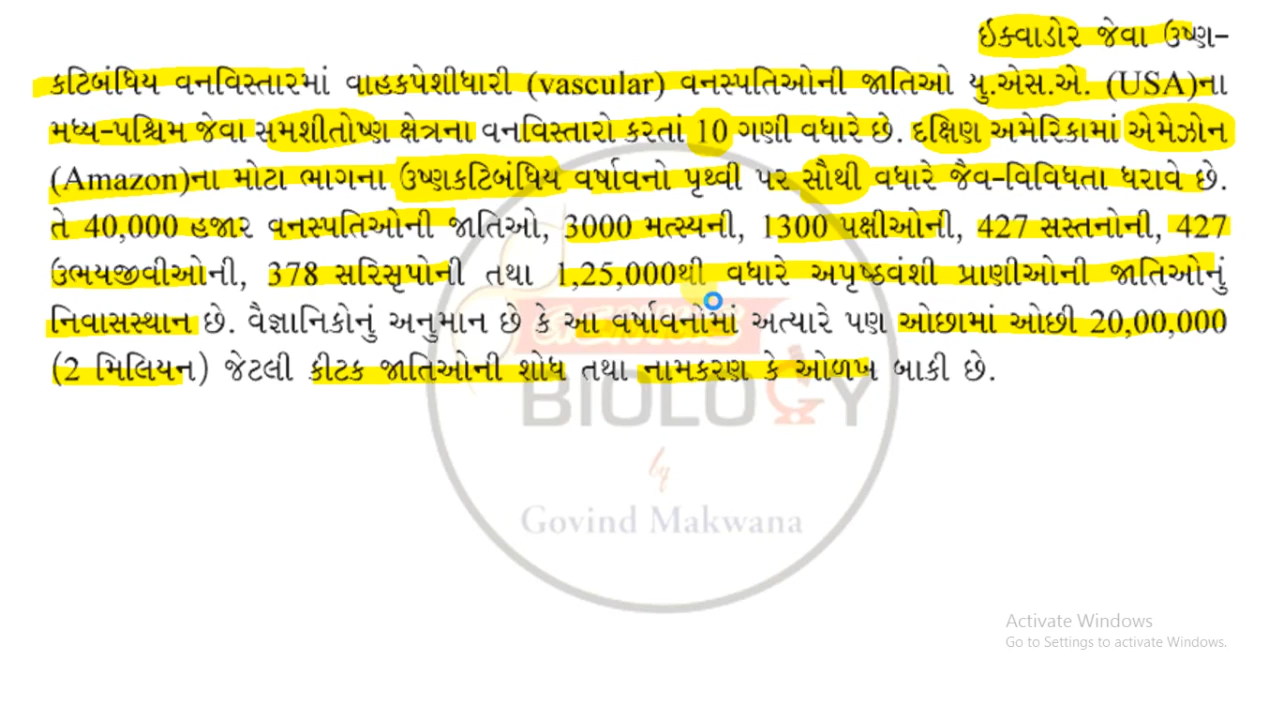 ઈક્વાડોર જેવા ઉષ્ણ-
કટિબંધિય વનવિસ્તારમાં વાહકપેશીધારી (vascular) વનસ્પતિઓની જાતિઓ યુ.એસ.એ. (USA)ના
મધ્ય-પશ્ચિમ જેવા સમશીતોષ્ણ ક્ષેત્રના વનવિસ્તારો કરતાં 10 ગણી વધારે છે. દક્ષિણ અમેરિકામાં એમેઝોન
(Amazon)ના મોટા ભાગના ઉષ્ણકટિબંધિય વર્ષાવનો પૃથ્વી પર સૌથી વધારે જૈવ-વિવિધતા ધરાવે છે.
તે 40,000 હજાર વનસ્પતિઓની જાતિઓ, 3000 મત્સ્યની, 1300 પક્ષીઓની, 427 સસ્તનોની, 427
ઉભયજીવીઓની, 378 સરિસૃપોની તથા 1,25,000થી વધારે અપૃષ્ઠવંશી પ્રાણીઓની જાતિઓનું
નિવાસસ્થાન છે. વૈજ્ઞાનિકોનું અનુમાન છે કે આ વર્ષાવનોમાં અત્યારે પણ ઓછામાં ઓછી 20,00,000
(2 મિલિયન) જેટલી કીટક જાતિઓની શોધ તથા નામકરણ કે ઓળખ બાકી છે.
BIOLOGY
by
Govind Makwana
Activate Windows
Go to Settings to activate Windows.